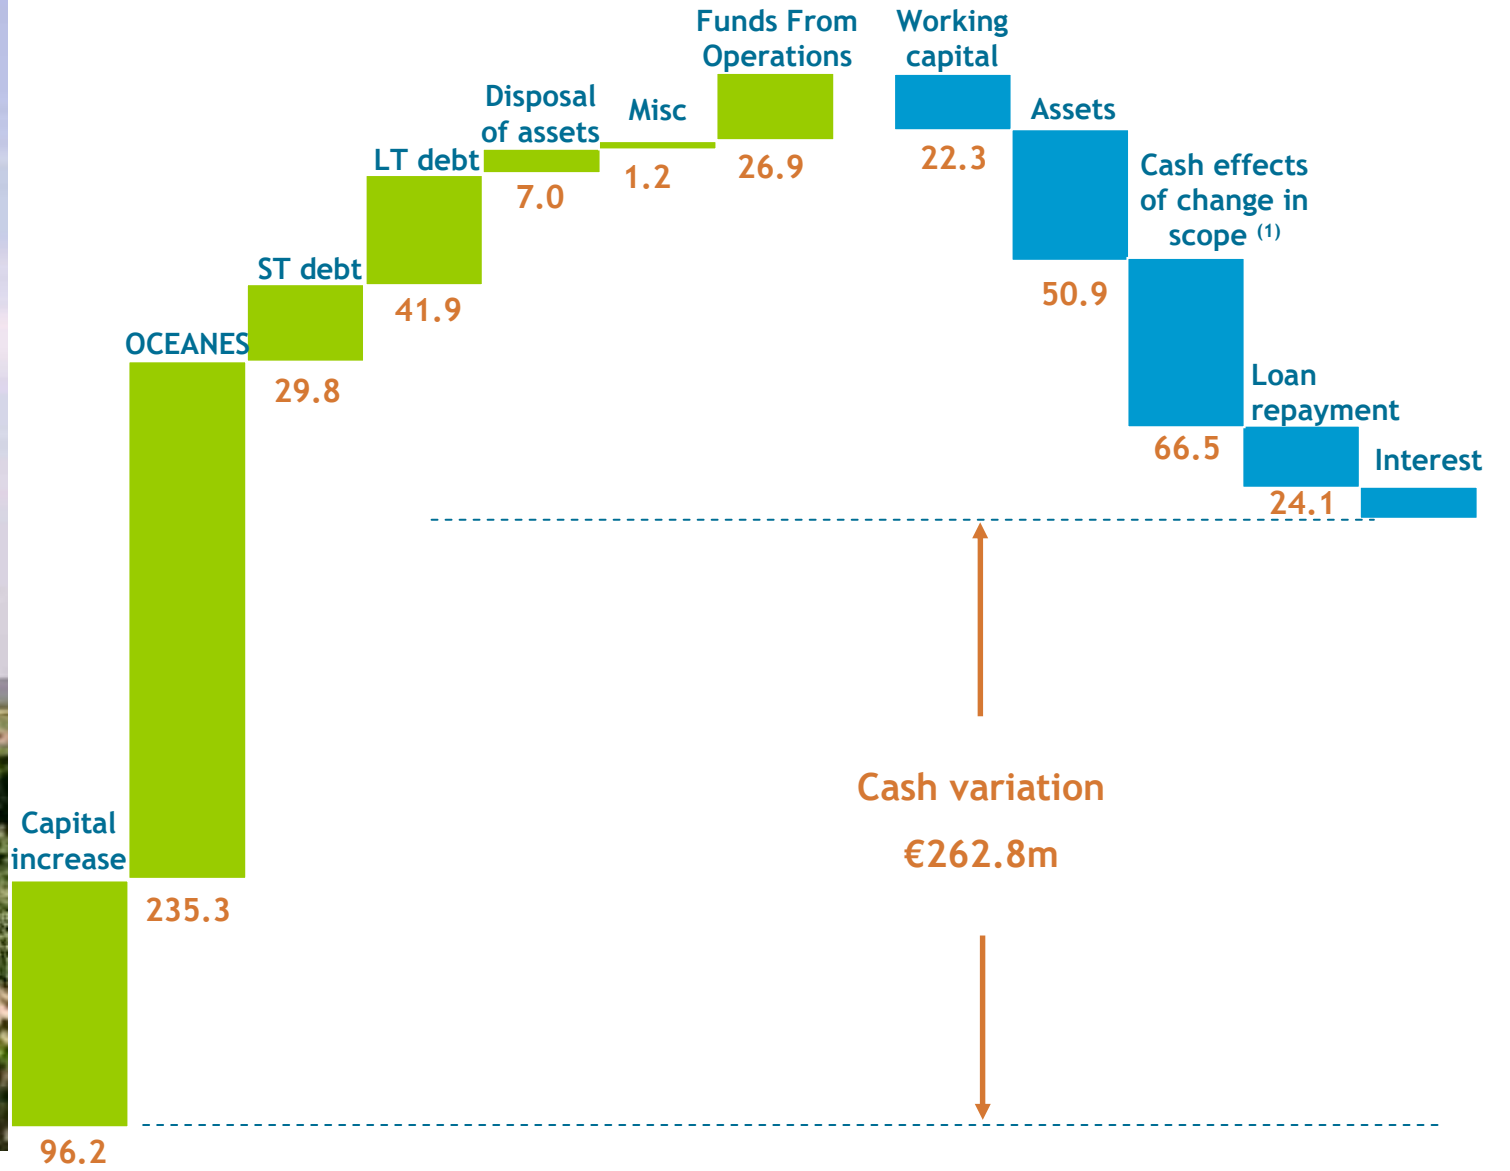 Funds From
Operations
Working
capital
Disposal
of assets
Misc
Assets
LT debt
26.9
22.3
Cash effects
of change in
scope (1)
7.0
1.2
ST debt
41.9
50.9
OCEANES
29.8
Loan
repayment
66.5
Interest
24.1
Cash variation
€262.8m
Capital
increase
235.3
96.2